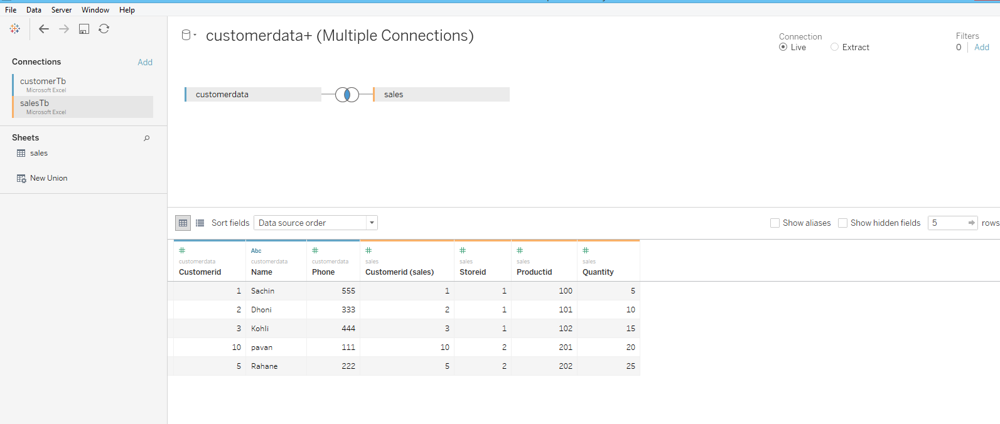 File Data Server Window Help
customerdata+ (Multiple Connections)
Connection
Live Extract
Filters
0 Add
Connections Add
customerTb
Microsoft Excel
salesTb
Microsoft Excel
customerdata sales
Sheets
sales
New Union
Sort fields Data source order Show aliases Show hidden fields 5 rows
# Abc # # # # #
customerdata customerdata customerdata sales sales sales sales
Customerid Name Phone Customerid (sales) Storeid Productid Quantity
1 Sachin 555 1 1 100 5
2 Dhoni 333 2 1 101 10
3 Kohli 444 3 1 102 15
10 pavan 111 10 2 201 20
5 Rahane 222 5 2 202 25